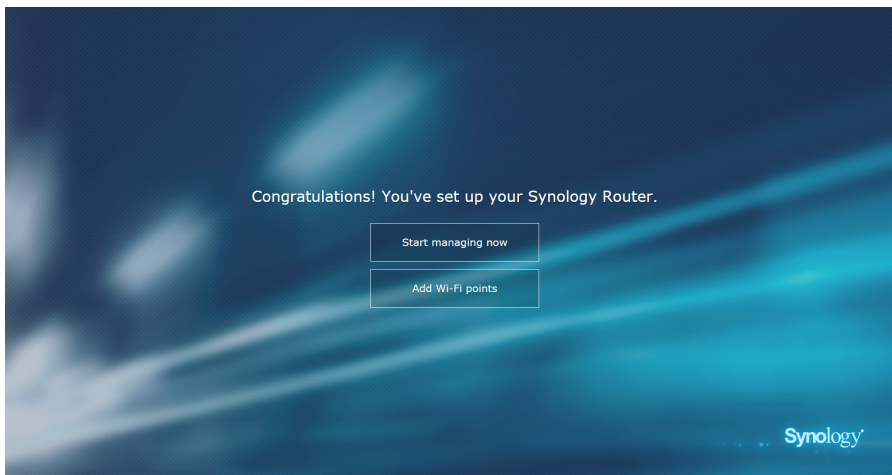 Congratulations! You've set up your Synology Router.
Start managing now
Add Wi-Fi points
Synology